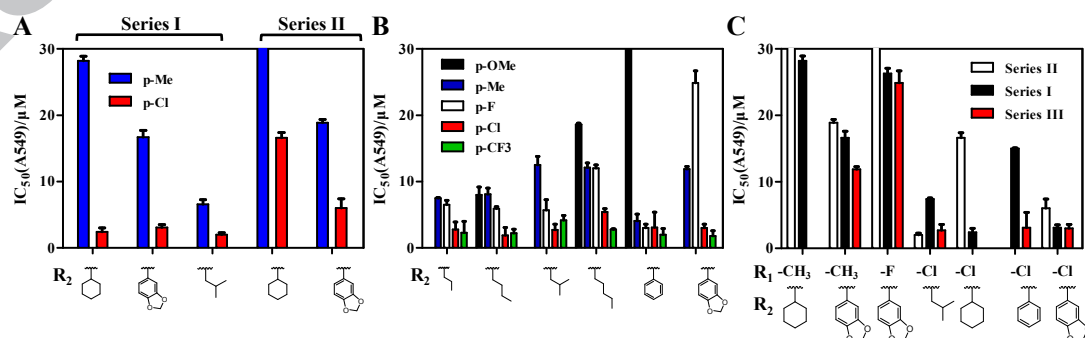 A
Series I
Series II
30
20
10
0
IC50(A549)/μM
p-Me
p-Cl
R2
O
O
O
O
B
30
20
10
0
IC50(A549)/μM
p-OMe
p-Me
p-F
p-Cl
p-CF3
O
O
C
30
20
10
0
IC50(A549)/μM
Series II
Series I
Series III
R1 -CH3 -CH3 -F -Cl -Cl -Cl -Cl
R2
O
O
O
O
O
O